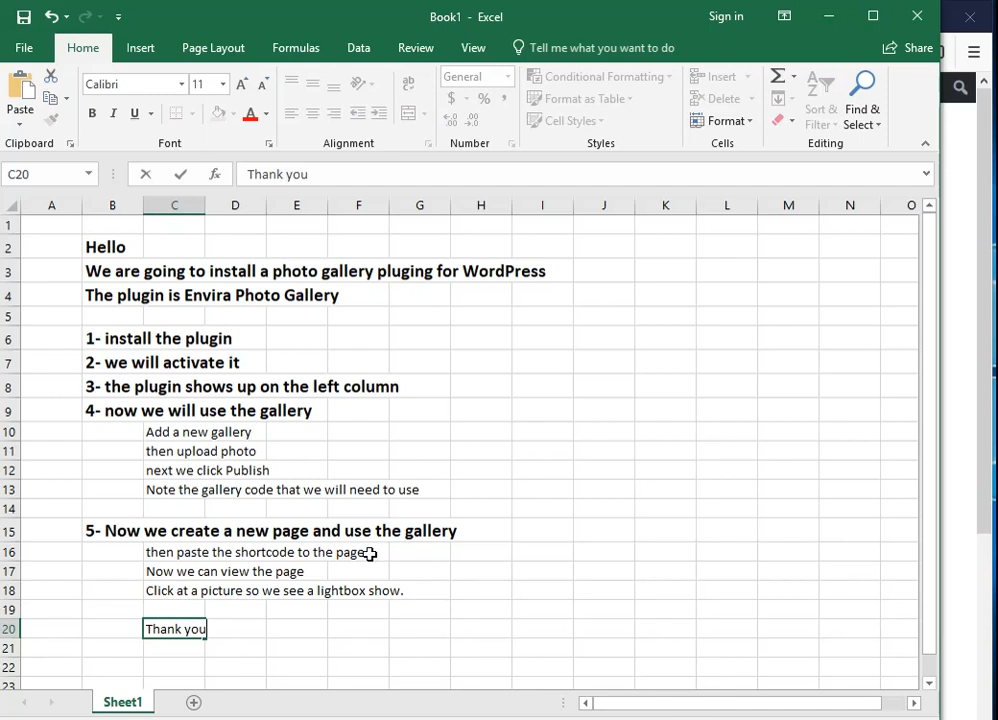 Book1 - Excel
Sign in
File Home Insert Page Layout Formulas Data Review View Tell me what you want to do Share
Paste
Calibri 11
B I U
General
$ % ,
Conditional Formatting
Format as Table
Cell Styles
Insert
Delete
Format
Sort & Filter
Find & Select
Clipboard Font Alignment Number Styles Cells Editing
C20 fx Thank you
A B C D E F G H I J K L M N O
1
2 Hello
3 We are going to install a photo gallery pluging for WordPress
4 The plugin is Envira Photo Gallery
5
6 1- install the plugin
7 2- we will activate it
8 3- the plugin shows up on the left column
9 4- now we will use the gallery
10 Add a new gallery
11 then upload photo
12 next we click Publish
13 Note the gallery code that we will need to use
14
15 5- Now we create a new page and use the gallery
16 then paste the shortcode to the page
17 Now we can view the page
18 Click at a picture so we see a lightbox show.
19
20 Thank you
21
22
23
Sheet1